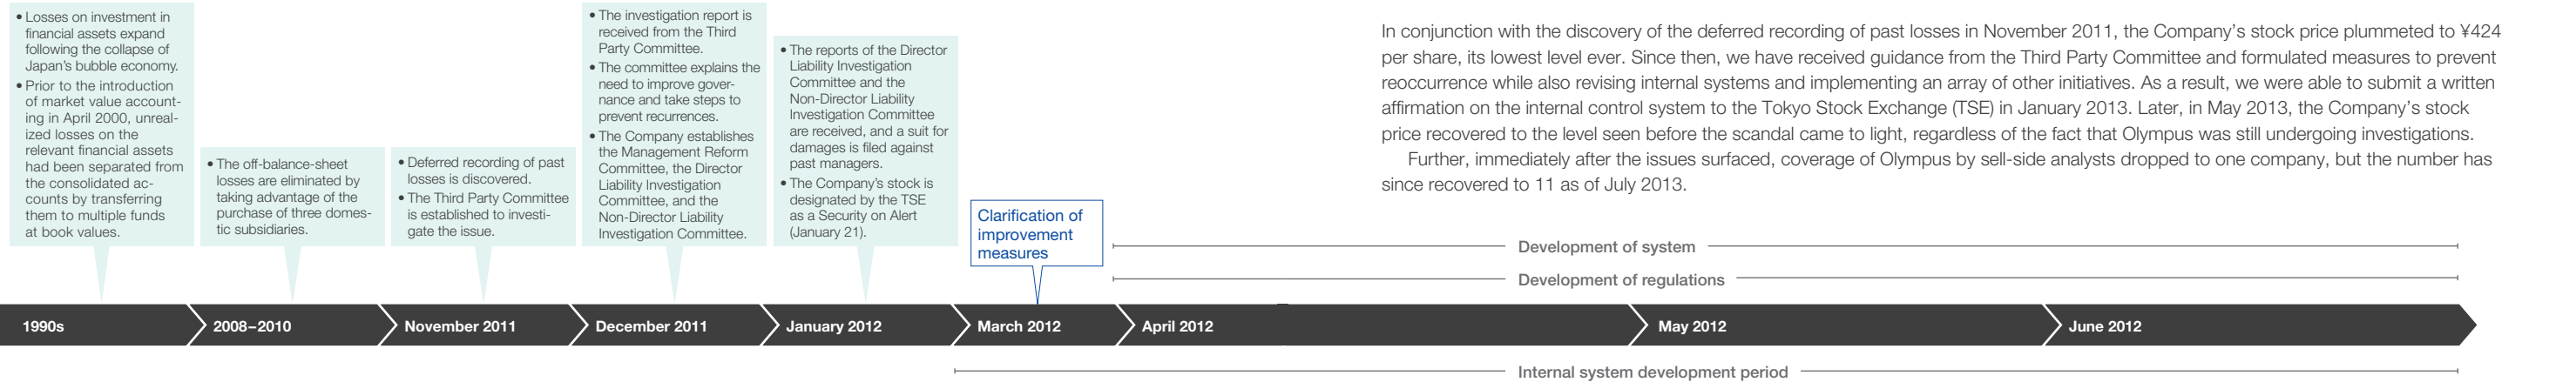 • Losses on investment in
financial assets expand
following the collapse of
Japan's bubble economy.
• Prior to the introduction
of market value account-
ing in April 2000, unreal-
ized losses on the
relevant financial assets
had been separated from
the consolidated ac-
counts by transferring
them to multiple funds
at book values.
• The off-balance-sheet
losses are eliminated by
taking advantage of the
purchase of three domes-
tic subsidiaries.
• Deferred recording of past
losses is discovered.
• The Third Party Committee
is established to investi-
gate the issue.
• The investigation report is
received from the Third
Party Committee.
• The committee explains the
need to improve gover-
nance and take steps to
prevent recurrences.
• The Company establishes
the Management Reform
Committee, the Director
Liability Investigation
Committee, and the
Non-Director Liability
Investigation Committee.
• The reports of the Director
Liability Investigation
Committee and the
Non-Director Liability
Investigation Committee
are received, and a suit for
damages is filed against
past managers.
• The Company's stock is
designated by the TSE
as a Security on Alert
(January 21).
Clarification of
improvement
measures
In conjunction with the discovery of the deferred recording of past losses in November 2011, the Company's stock price plummeted to ¥424
per share, its lowest level ever. Since then, we have received guidance from the Third Party Committee and formulated measures to prevent
reoccurrence while also revising internal systems and implementing an array of other initiatives. As a result, we were able to submit a written
affirmation on the internal control system to the Tokyo Stock Exchange (TSE) in January 2013. Later, in May 2013, the Company's stock
price recovered to the level seen before the scandal came to light, regardless of the fact that Olympus was still undergoing investigations.
Further, immediately after the issues surfaced, coverage of Olympus by sell-side analysts dropped to one company, but the number has
since recovered to 11 as of July 2013.
Development of system
Development of regulations
1990s
2008–2010
November 2011
December 2011
January 2012
March 2012
April 2012
May 2012
June 2012
Internal system development period